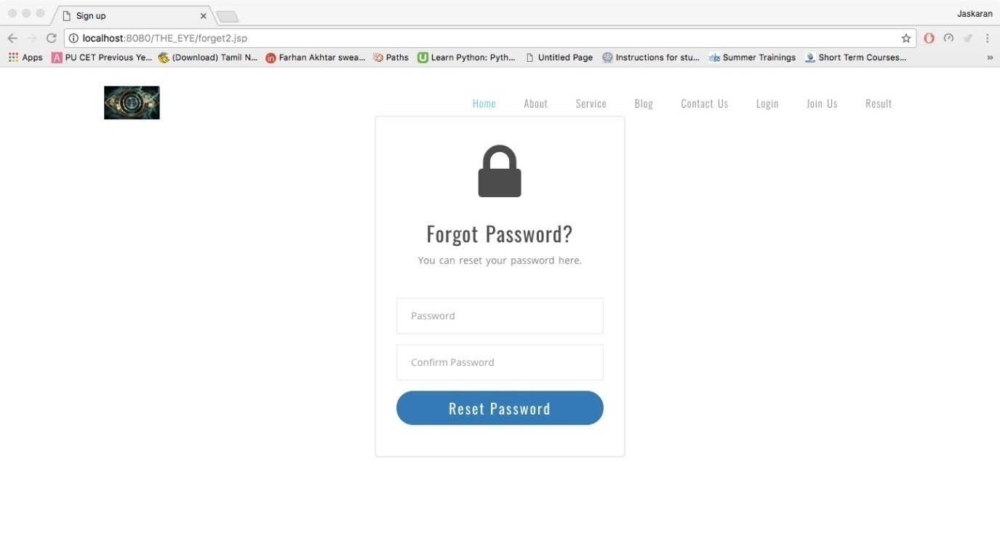 Sign up
Jaskaran
localhost:8080/THE_EYE/forget2.jsp
Apps PU CET Previous Ye... (Download) Tamil N... Farhan Akhtar swea... Paths Learn Python: Pyth... Untitled Page Instructions for stu... Summer Trainings Short Term Courses... »
Home About Service Blog Contact Us Login Join Us Result
Forgot Password?
You can reset your password here.
Password
Confirm Password
Reset Password